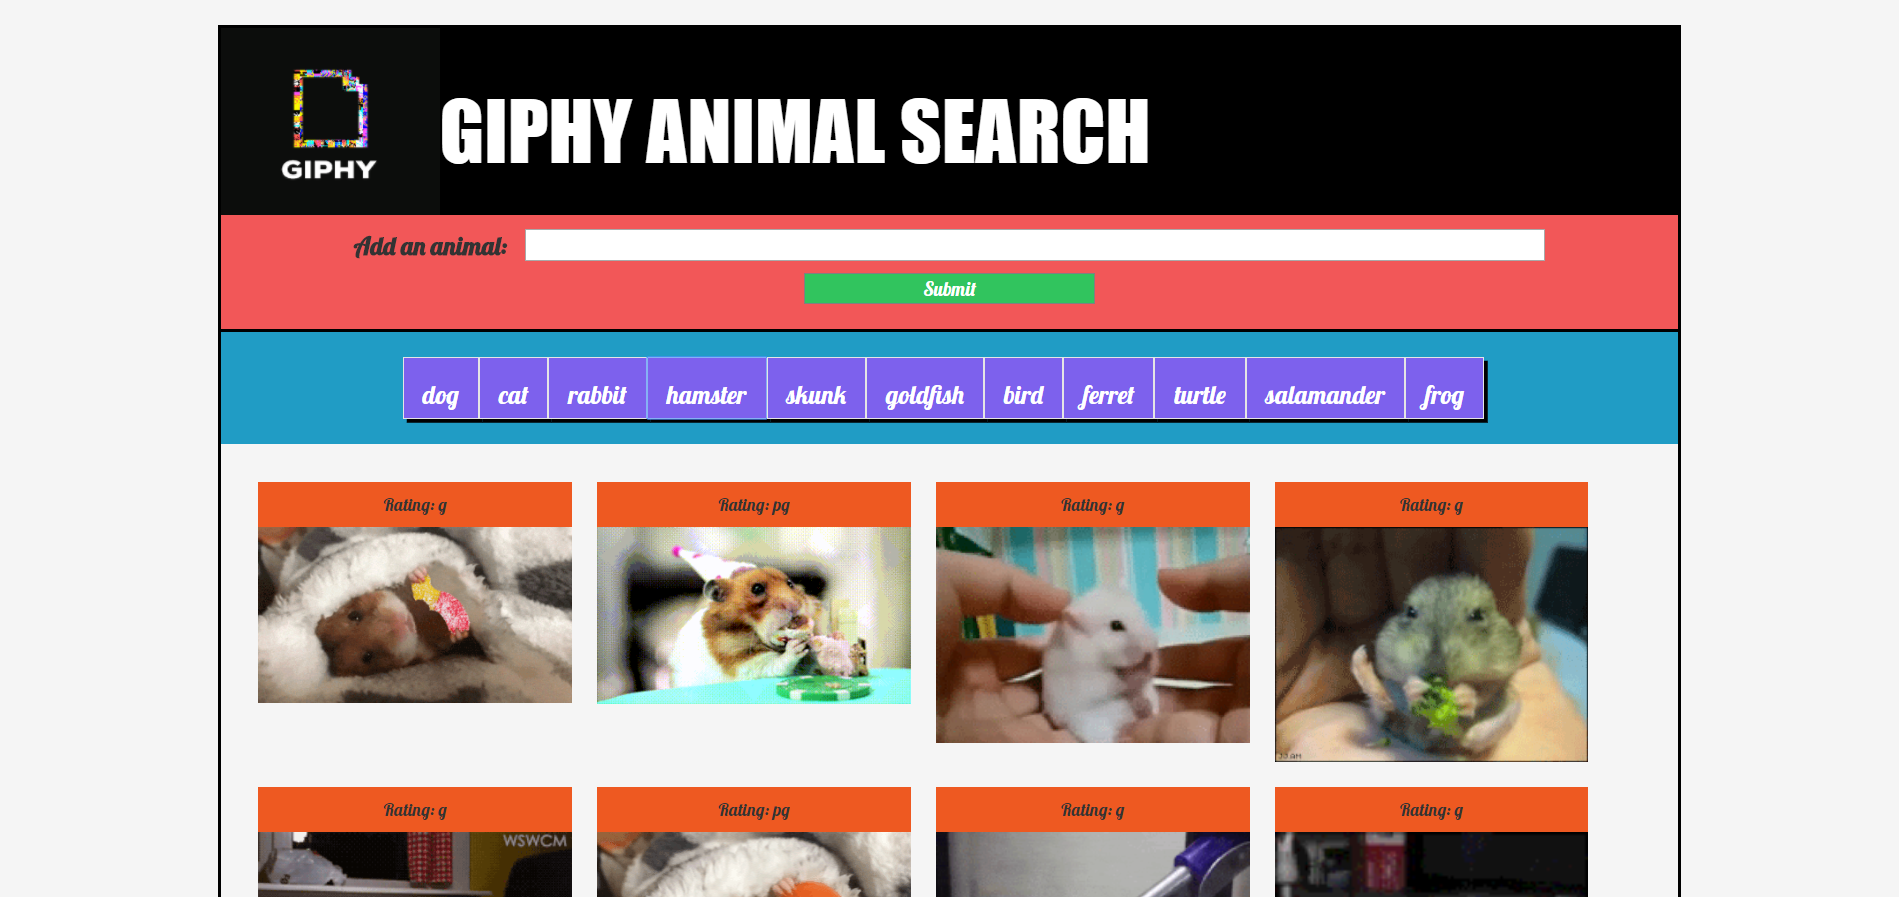 GIPHY
GIPHY ANIMAL SEARCH
Add an animal:
Submit
dog cat rabbit hamster skunk goldfish bird ferret turtle salamander frog
Rating: g Rating: pg Rating: g Rating: g
Rating: g Rating: pg Rating: g Rating: g
WSWCM